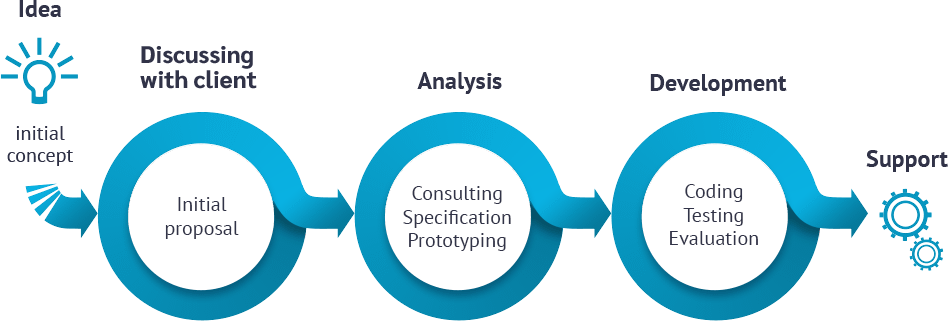 Idea
initial
concept
Discussing
with client
Initial
proposal
Analysis
Consulting
Specification
Prototyping
Development
Coding
Testing
Evaluation
Support